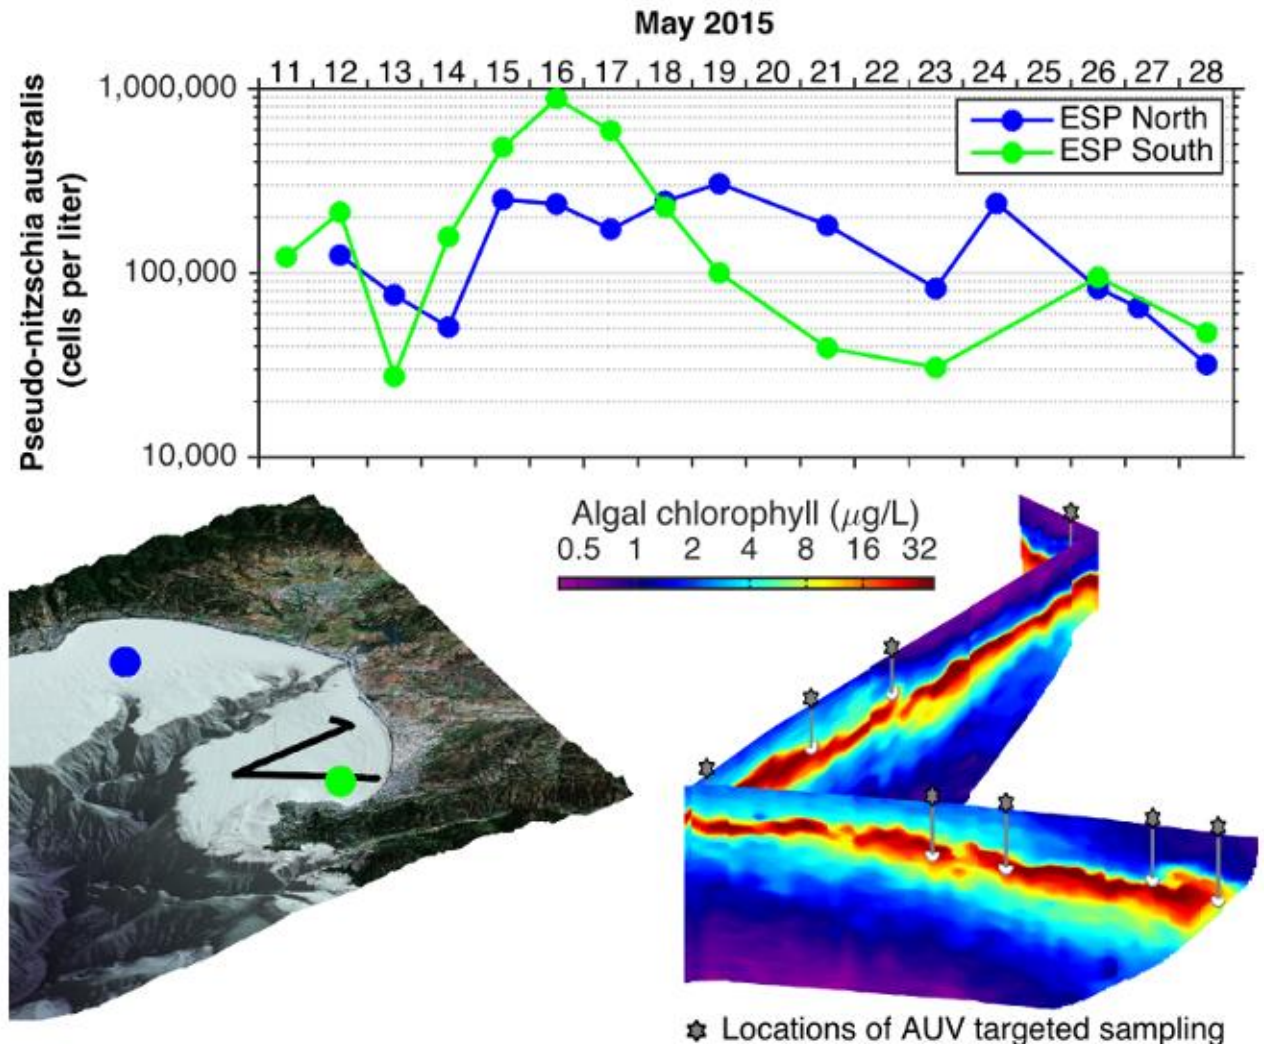 May 2015
11 12 13 14 15 16 17 18 19 20 21 22 23 24 25 26 27 28
Pseudo-nitzschia australis
(cells per liter)
1,000,000
100,000
10,000
ESP North
ESP South
Algal chlorophyll (μg/L)
0.5 1 2 4 8 16 32
Locations of AUV targeted sampling